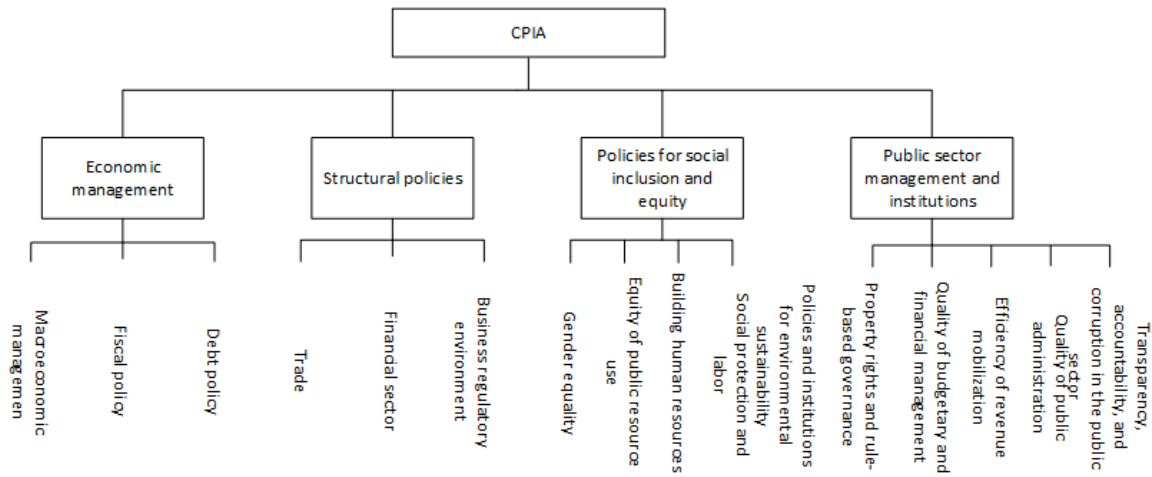 CPIA
Economic
management
Structural policies
Policies for social
inclusion and
equity
Public sector
management and
institutions
Macroeconomic
managemen
Fiscal policy
Debt policy
Trade
Financial sector
Business regulatory
environment
Gender equality
Equity of public resource
use
Building human resources
Social protection and
labor
Policies and institutions
for environmental
sustainability
Property rights and rule-
based governance
Quality of budgetary and
financial management
Efficiency of revenue
mobilization
Quality of public
administration
Transparency,
accountability, and
corruption in the public
sector